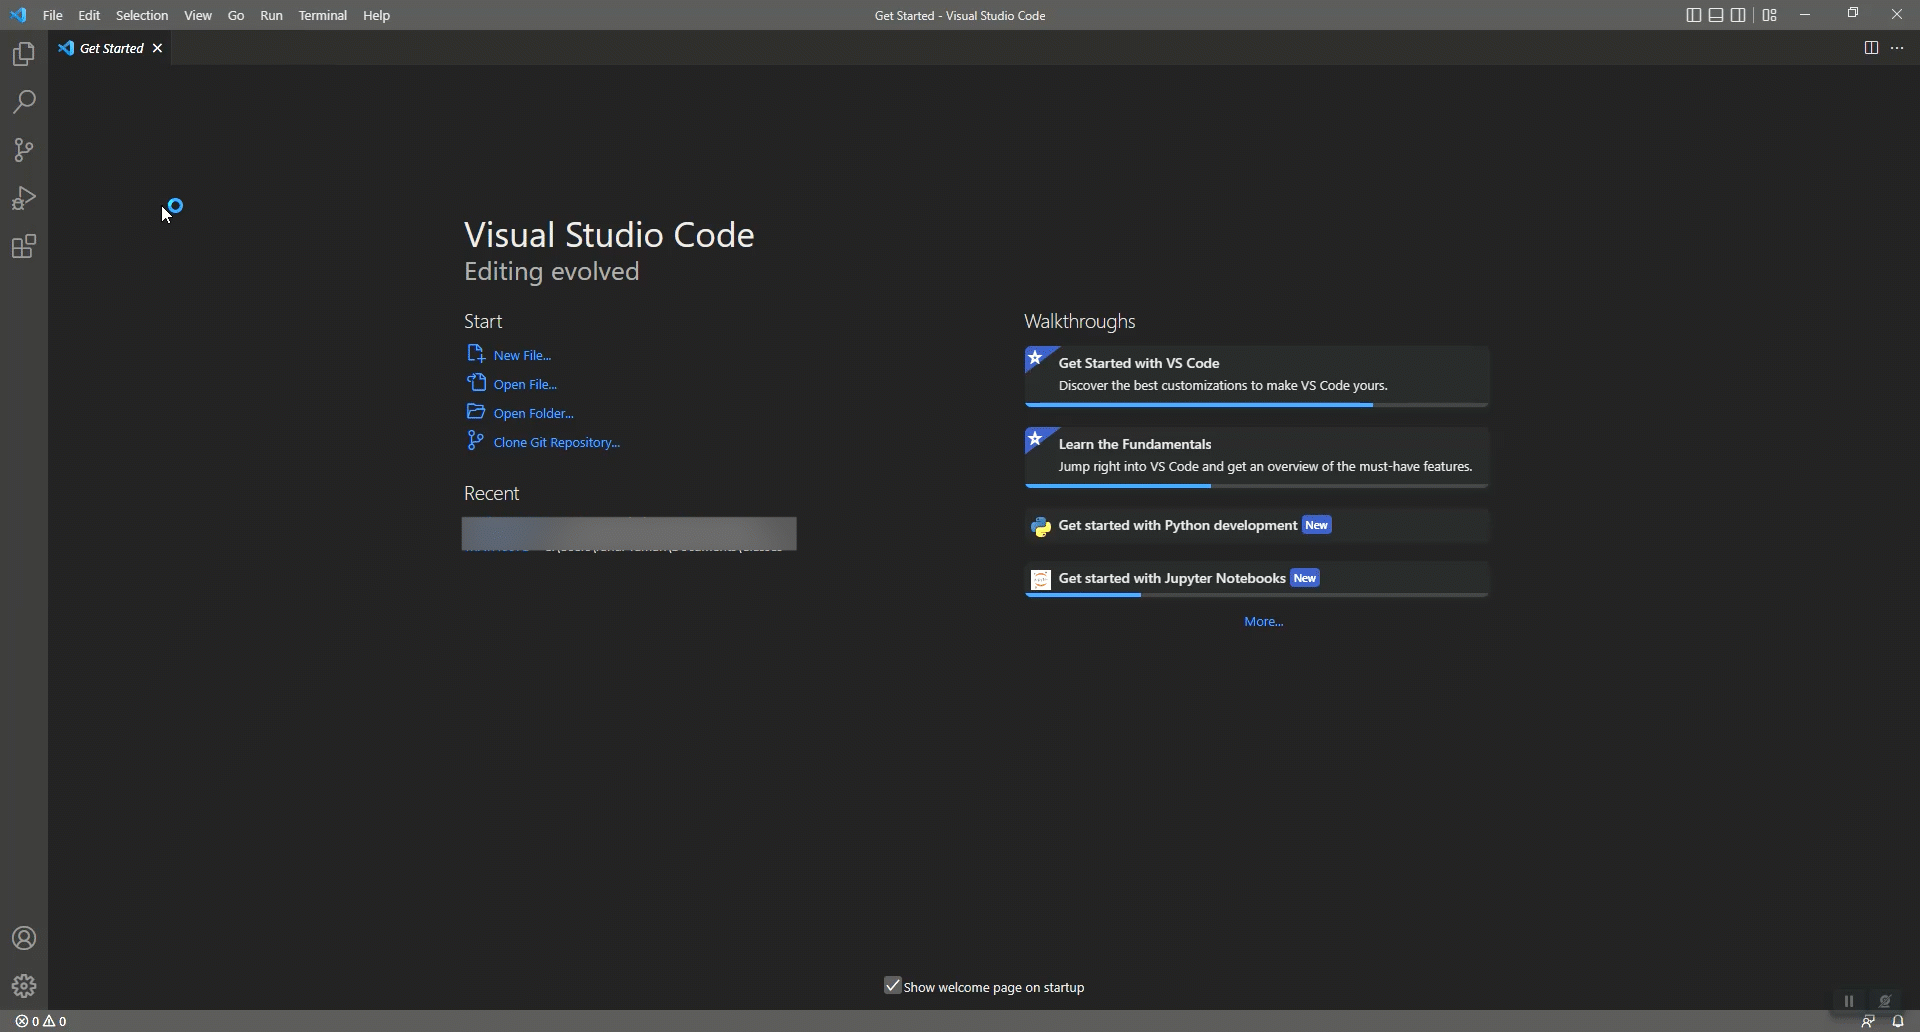 File Edit Selection View Go Run Terminal Help
Get Started - Visual Studio Code
Get Started
Visual Studio Code
Editing evolved
Start
New File...
Open File...
Open Folder...
Clone Git Repository...
Recent
Walkthroughs
Get Started with VS Code
Discover the best customizations to make VS Code yours.
Learn the Fundamentals
Jump right into VS Code and get an overview of the must-have features.
Get started with Python development New
Get started with Jupyter Notebooks New
More...
Show welcome page on startup
0 0